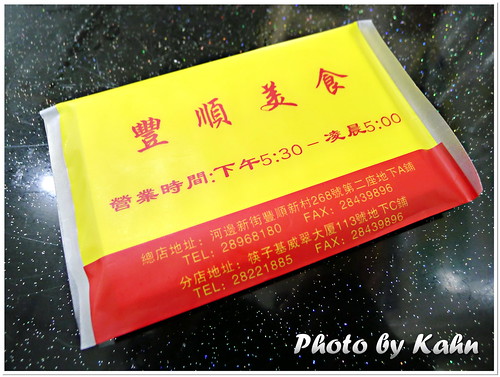 豐順美食
營業時間:下午5:30－凌晨5:00
總店地址: 河邊新街豐順新村268號第二座地下A舖
TEL: 28968180 FAX: 28439896
分店地址: 筷子基威翠大廈113號地下C舖
TEL: 28221885 FAX: 28439896
Photo by Kahn